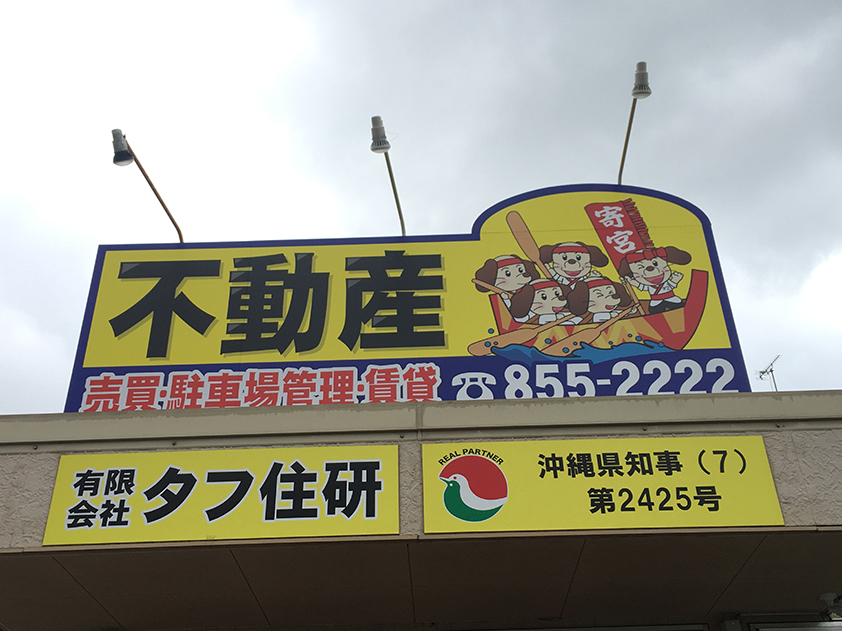 寄宮
不動産
売買・駐車場管理・賃貸 ☎855-2222
有限会社 タフ住研
REAL PARTNER
沖縄県知事(7)
第2425号